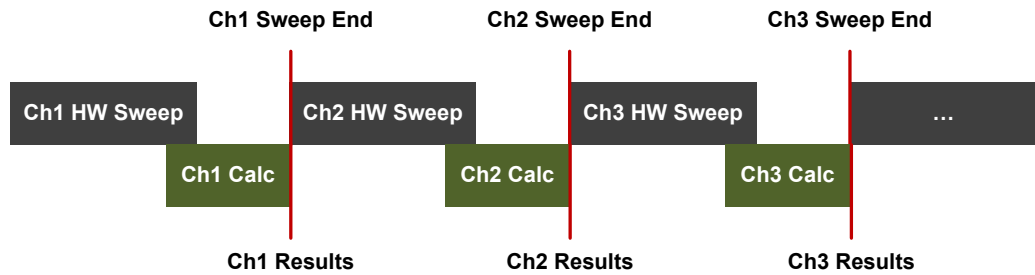 Ch1 Sweep End
Ch2 Sweep End
Ch3 Sweep End
Ch1 HW Sweep
Ch2 HW Sweep
Ch3 HW Sweep
...
Ch1 Calc
Ch2 Calc
Ch3 Calc
Ch1 Results
Ch2 Results
Ch3 Results